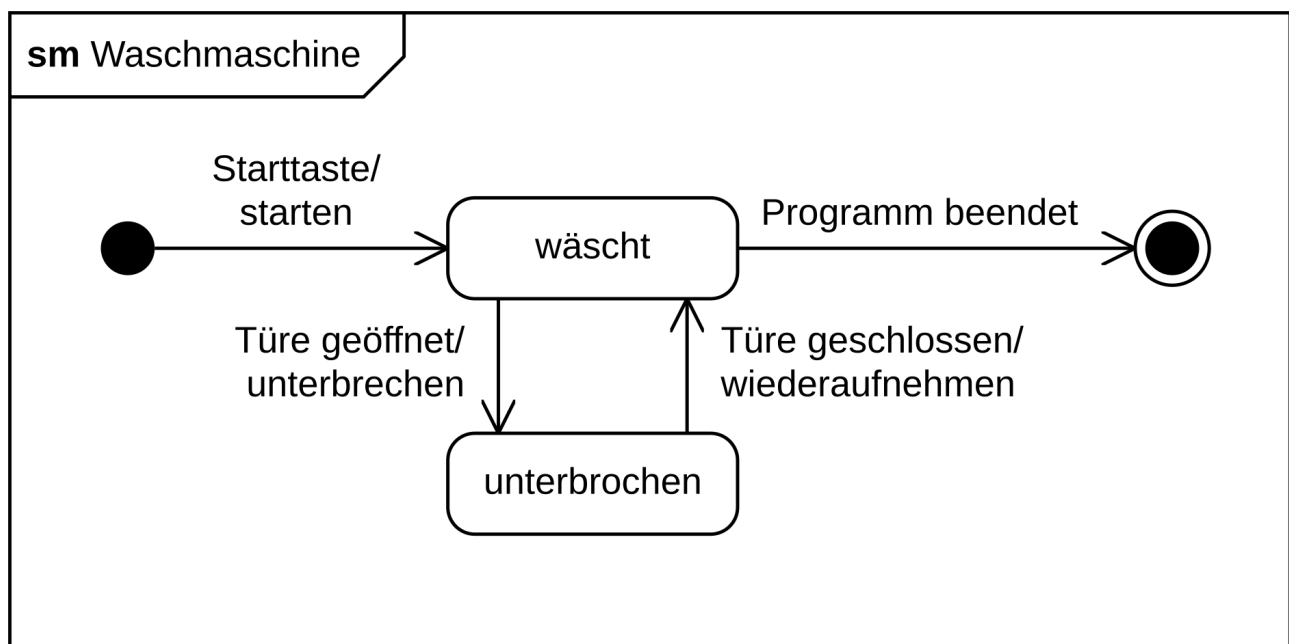 sm Waschmaschine
Starttaste/
starten
wäscht
Programm beendet
Türe geöffnet/
unterbrechen
Türe geschlossen/
wiederaufnehmen
unterbrochen